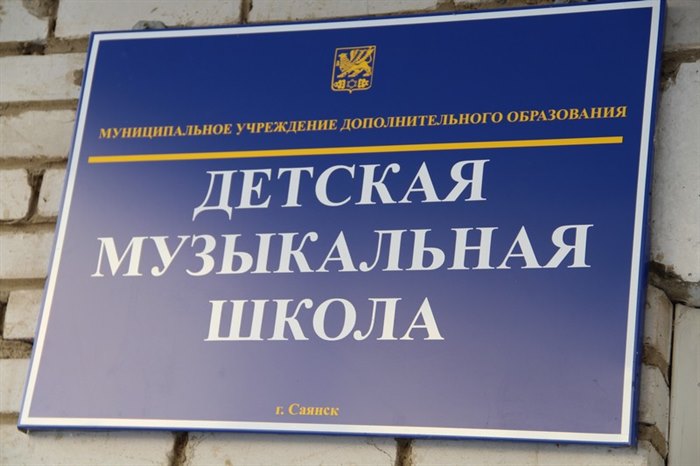 МУНИЦИПАЛЬНОЕ УЧРЕЖДЕНИЕ ДОПОЛНИТЕЛЬНОГО ОБРАЗОВАНИЯ
ДЕТСКАЯ
МУЗЫКАЛЬНАЯ
ШКОЛА
г. Саянск